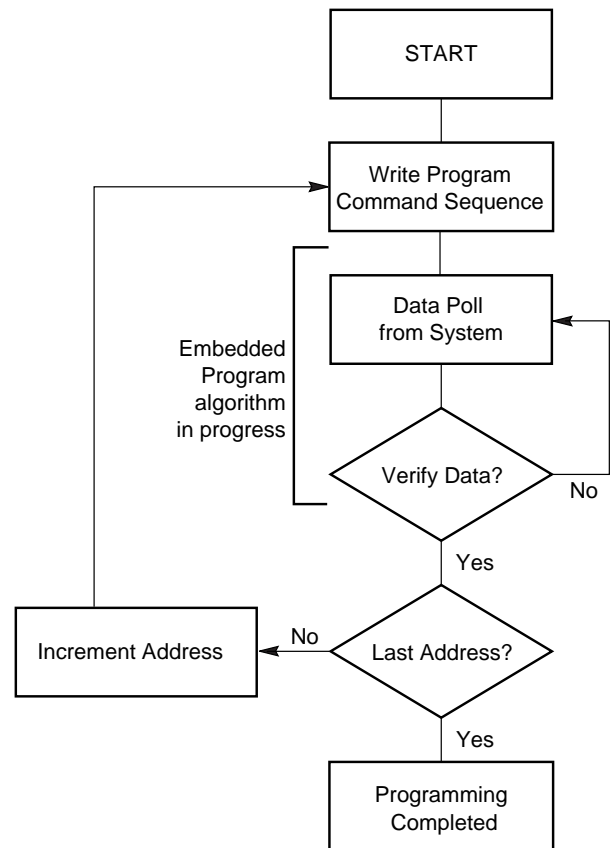 START
Write Program
Command Sequence
Data Poll
from System
Embedded
Program
algorithm
in progress
Verify Data?
No
Yes
Increment Address
No
Last Address?
Yes
Programming
Completed